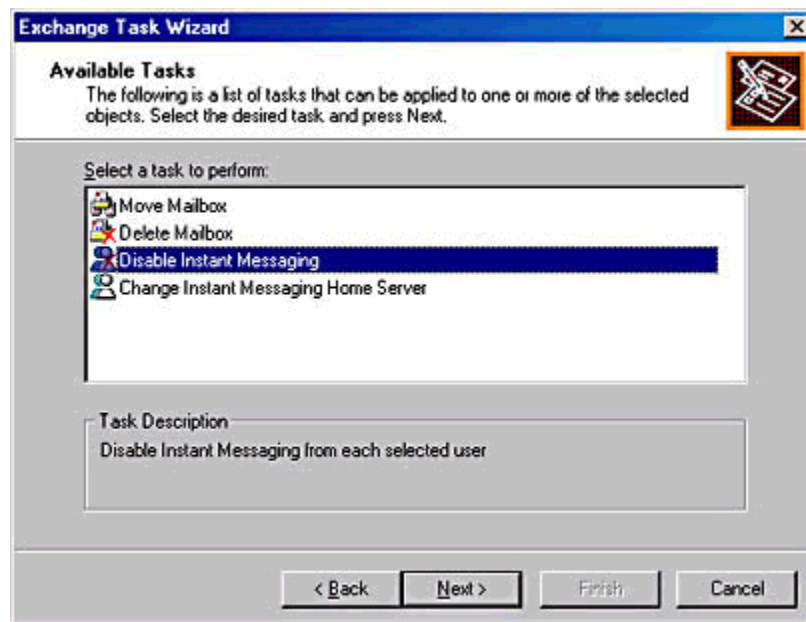 Exchange Task Wizard
Available Tasks
The following is a list of tasks that can be applied to one or more of the selected
objects. Select the desired task and press Next.
Select a task to perform:
Move Mailbox
Delete Mailbox
Disable Instant Messaging
Change Instant Messaging Home Server
Task Description
Disable Instant Messaging from each selected user
< Back Next > Finish Cancel